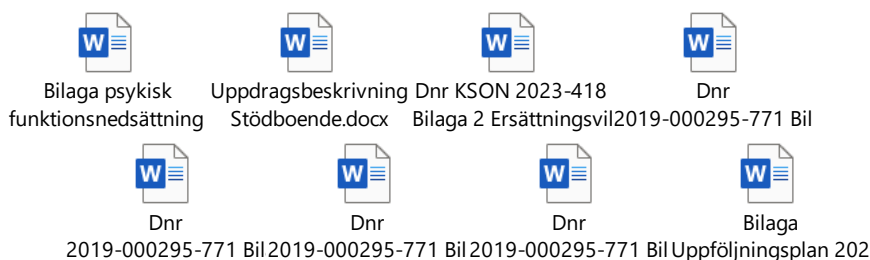 Bilaga psykisk
funktionsnedsättning
Uppdragsbeskrivning
Stödboende.docx
Dnr KSON 2023-418
Bilaga 2 Ersättningsvil
Dnr
2019-000295-771 Bil
Dnr
2019-000295-771 Bil
Dnr
2019-000295-771 Bil
Dnr
2019-000295-771 Bil
Bilaga
Uppföljningsplan 202